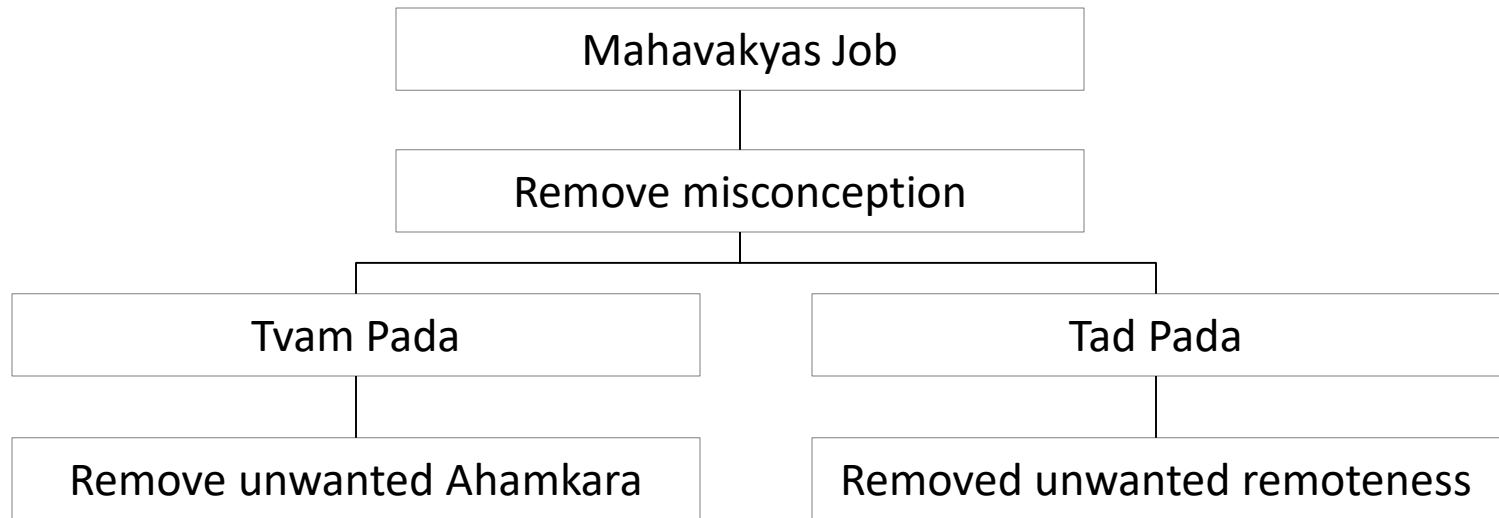 Mahavakyas Job
Remove misconception
Tvam Pada
Tad Pada
Remove unwanted Ahamkara
Removed unwanted remoteness